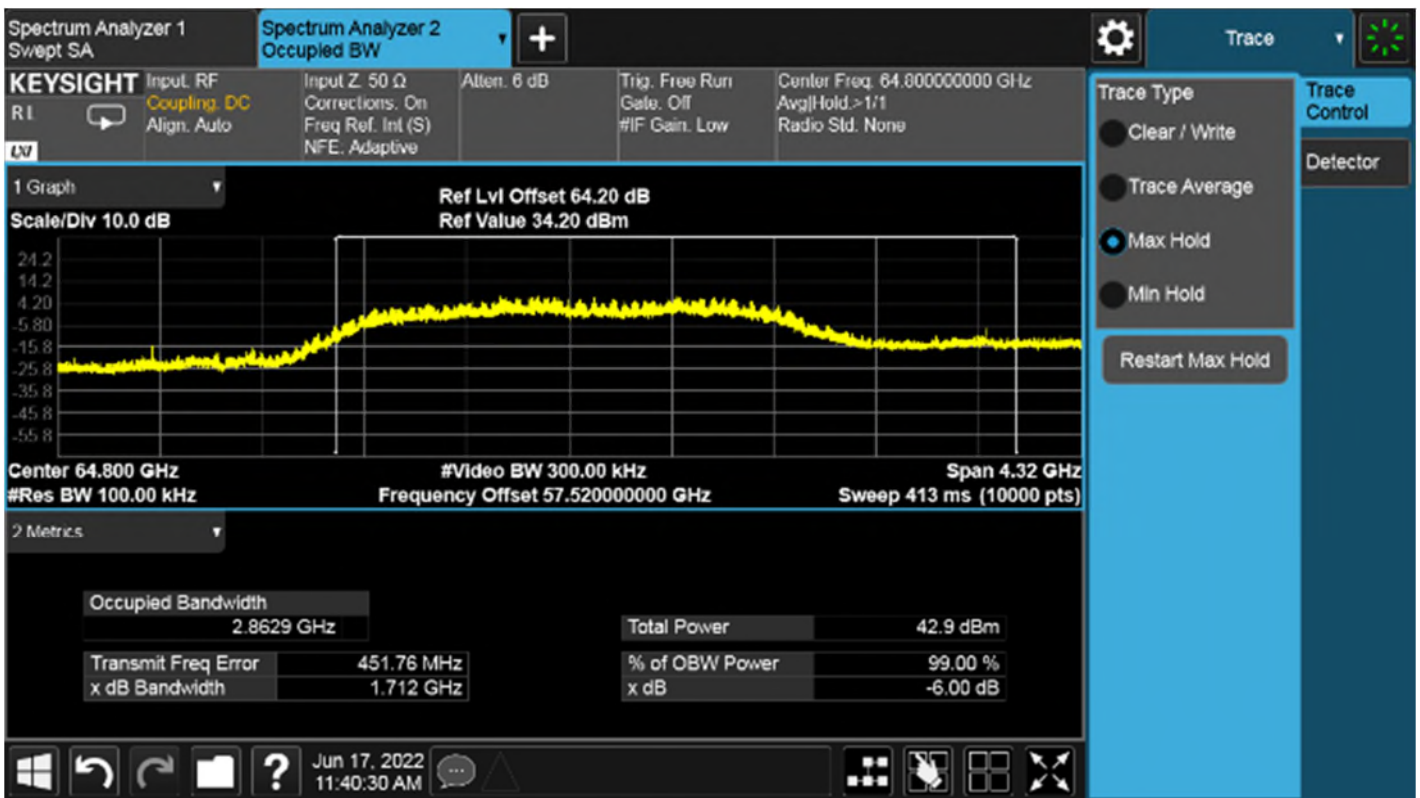 Spectrum Analyzer 1
Swept SA
Spectrum Analyzer 2
Occupied BW
Trace
KEYSIGHT
RL
LXI
Input. RF
Coupling. DC
Align. Auto
Input Z. 50 Ω
Corrections. On
Freq Ref. Int (S)
NFE. Adaptive
Atten. 6 dB
Trig. Free Run
Gate. Off
#IF Gain. Low
Center Freq. 64.800000000 GHz
Avg|Hold.>1/1
Radio Std. None
Trace Type
Clear / Write
Trace Average
Max Hold
Min Hold
Restart Max Hold
Trace Control
Detector
1 Graph
Scale/Div 10.0 dB
Ref Lvl Offset 64.20 dB
Ref Value 34.20 dBm
24.2
14.2
4.20
-5.80
-15.8
-25.8
-35.8
-45.8
-55.8
Center 64.800 GHz
#Video BW 300.00 kHz
Span 4.32 GHz
#Res BW 100.00 kHz
Frequency Offset 57.520000000 GHz
Sweep 413 ms (10000 pts)
2 Metrics
Occupied Bandwidth
2.8629 GHz
Total Power 42.9 dBm
Transmit Freq Error 451.76 MHz
% of OBW Power 99.00 %
x dB Bandwidth 1.712 GHz
x dB -6.00 dB
?
Jun 17, 2022
11:40:30 AM